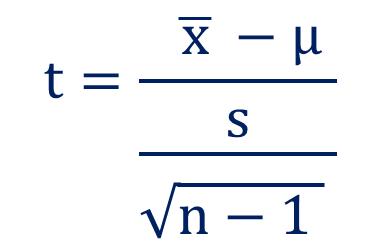 x̅ − μ
t =
s
√n − 1